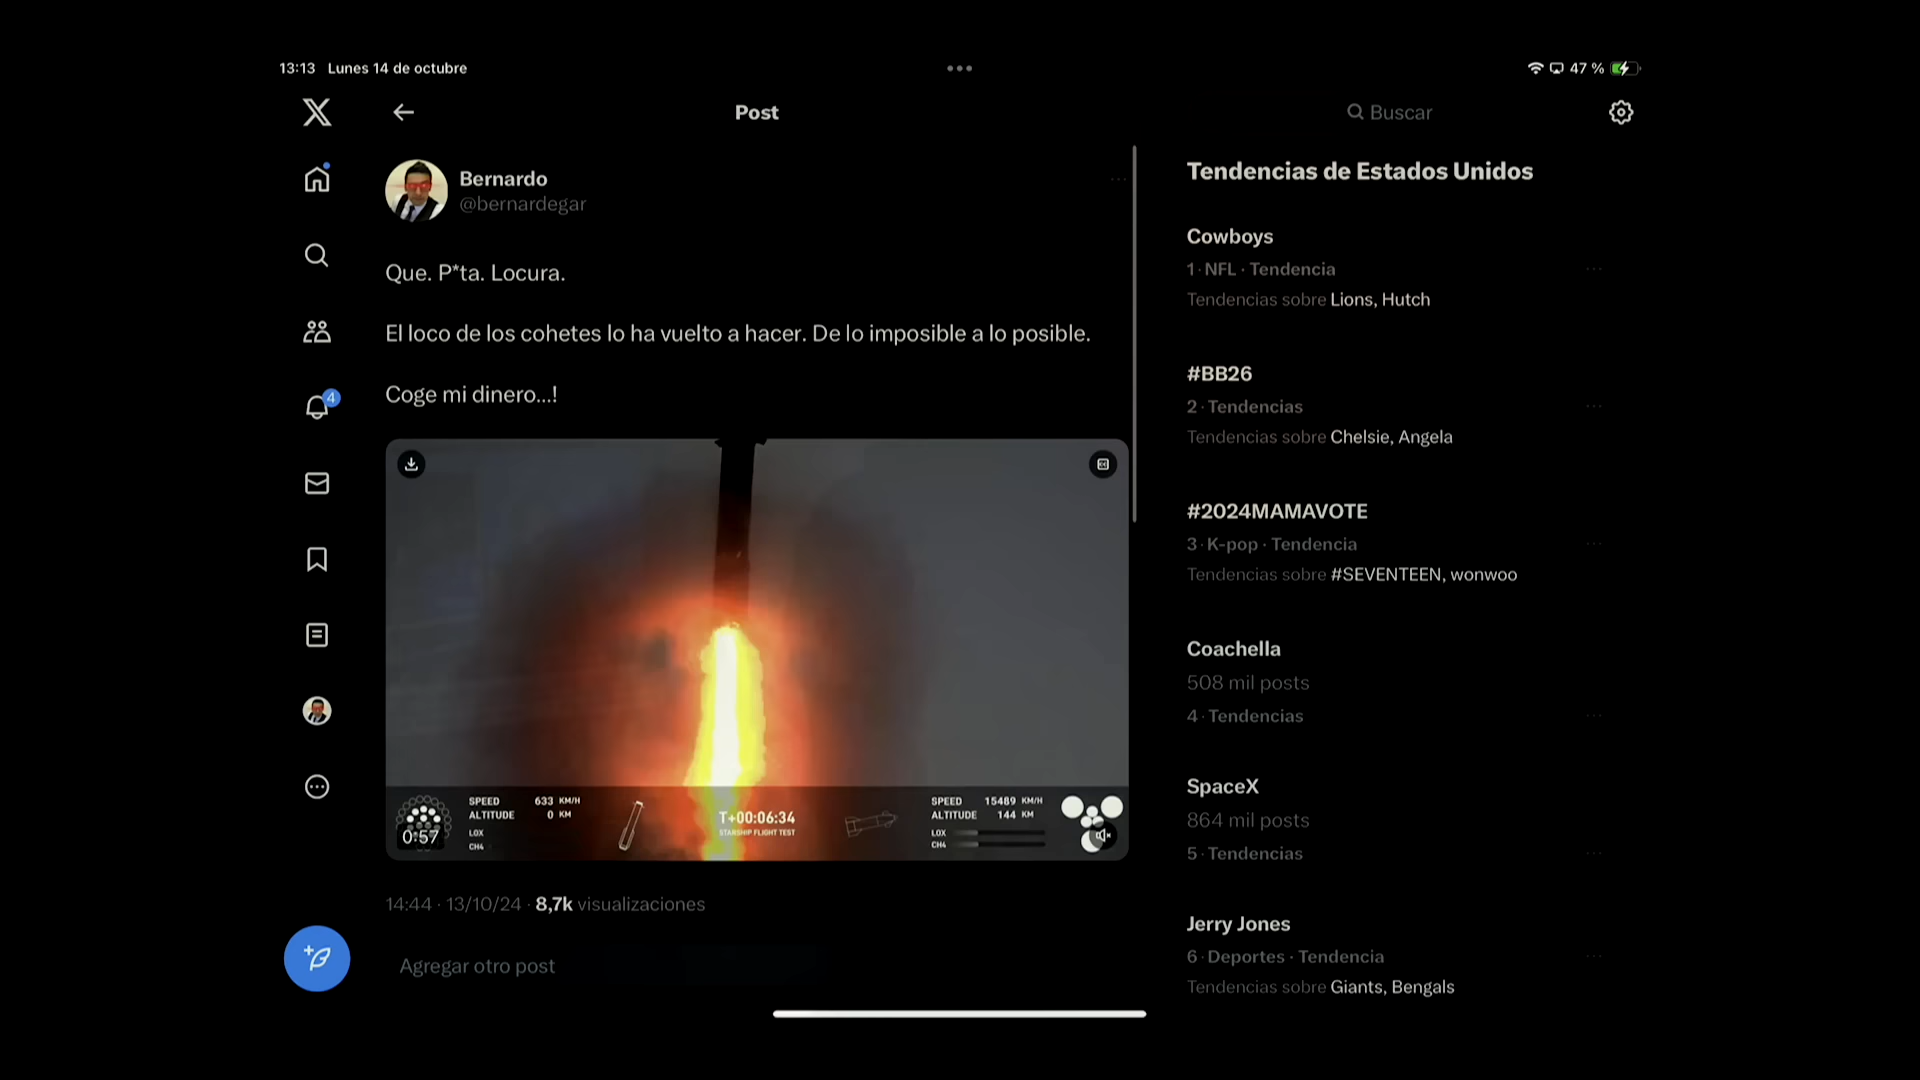 13:13 Lunes 14 de octubre
47 %
Post
Buscar
Bernardo
@bernardegar
Que. P*ta. Locura.
El loco de los cohetes lo ha vuelto a hacer. De lo imposible a lo posible.
Coge mi dinero...!
4
SPEED 633 KM/H
ALTITUDE 0 KM
LOX
CH4
0:57
T+00:06:34
STARSHIP FLIGHT TEST
SPEED 15489 KM/H
ALTITUDE 144 KM
LOX
CH4
14:44 · 13/10/24 · 8,7k visualizaciones
Agregar otro post
Tendencias de Estados Unidos
Cowboys
1 · NFL · Tendencia
Tendencias sobre Lions, Hutch
#BB26
2 · Tendencias
Tendencias sobre Chelsie, Angela
#2024MAMAVOTE
3 · K-pop · Tendencia
Tendencias sobre #SEVENTEEN, wonwoo
Coachella
508 mil posts
4 · Tendencias
SpaceX
864 mil posts
5 · Tendencias
Jerry Jones
6 · Deportes · Tendencia
Tendencias sobre Giants, Bengals